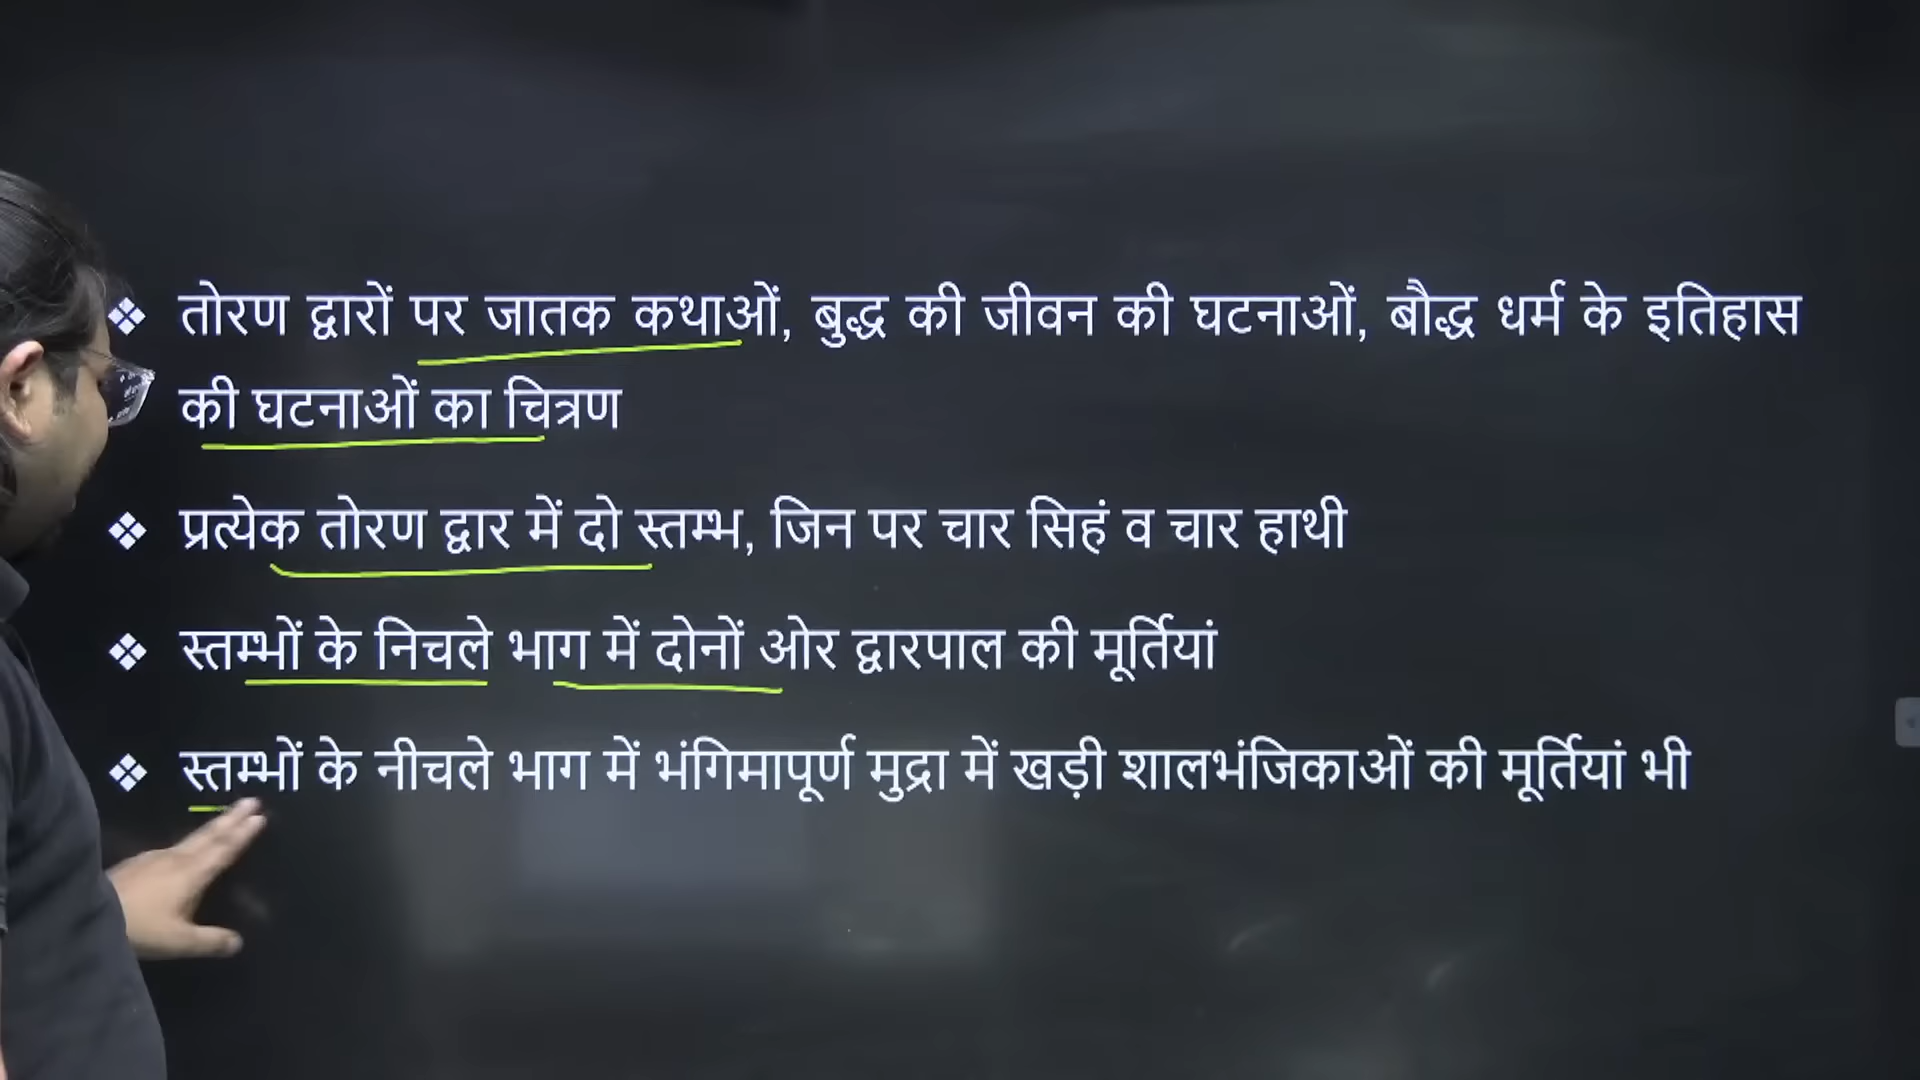 ❖ तोरण द्वारों पर जातक कथाओं, बुद्ध की जीवन की घटनाओं, बौद्ध धर्म के इतिहास
की घटनाओं का चित्रण
❖ प्रत्येक तोरण द्वार में दो स्तम्भ, जिन पर चार सिहं व चार हाथी
❖ स्तम्भों के निचले भाग में दोनों ओर द्वारपाल की मूर्तियां
❖ स्तम्भों के नीचले भाग में भंगिमापूर्ण मुद्रा में खड़ी शालभंजिकाओं की मूर्तियां भी